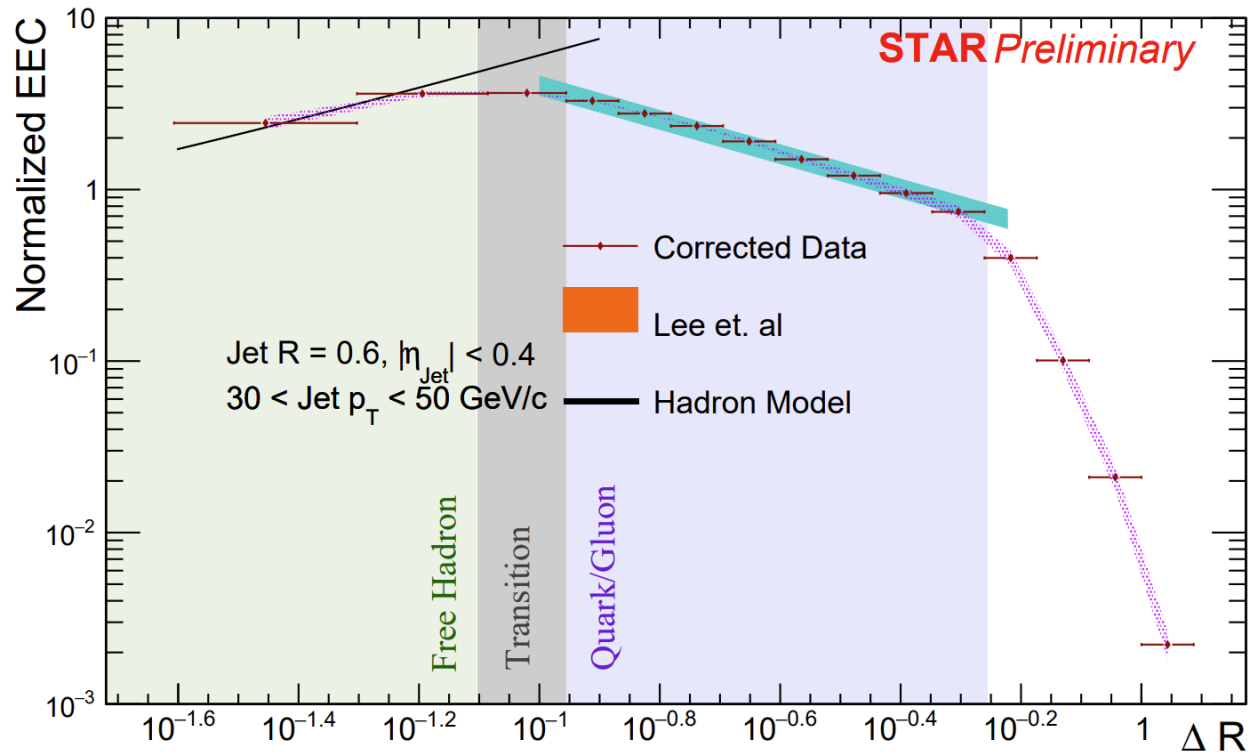 10
1
10⁻¹
10⁻²
10⁻³
Normalized EEC
STAR Preliminary
Corrected Data
Lee et. al
Hadron Model
Jet R = 0.6, |η_Jet| < 0.4
30 < Jet p_T < 50 GeV/c
Free Hadron
Transition
Quark/Gluon
10⁻¹·⁶ 10⁻¹·⁴ 10⁻¹·² 10⁻¹ 10⁻⁰·⁸ 10⁻⁰·⁶ 10⁻⁰·⁴ 10⁻⁰·² 1
Δ R